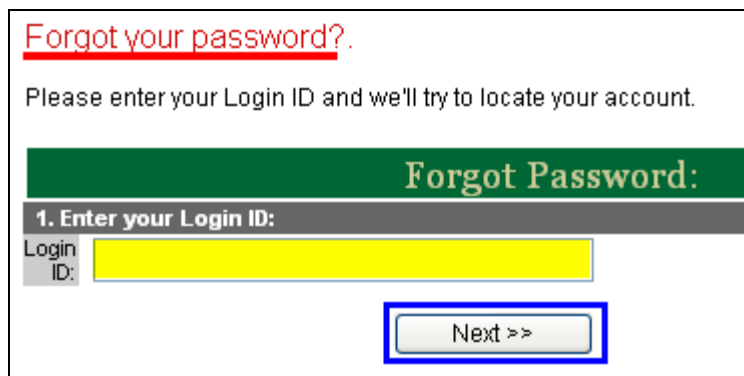 Forgot your password?.
Please enter your Login ID and we'll try to locate your account.
Forgot Password:
1. Enter your Login ID:
Login
ID:
Next >>